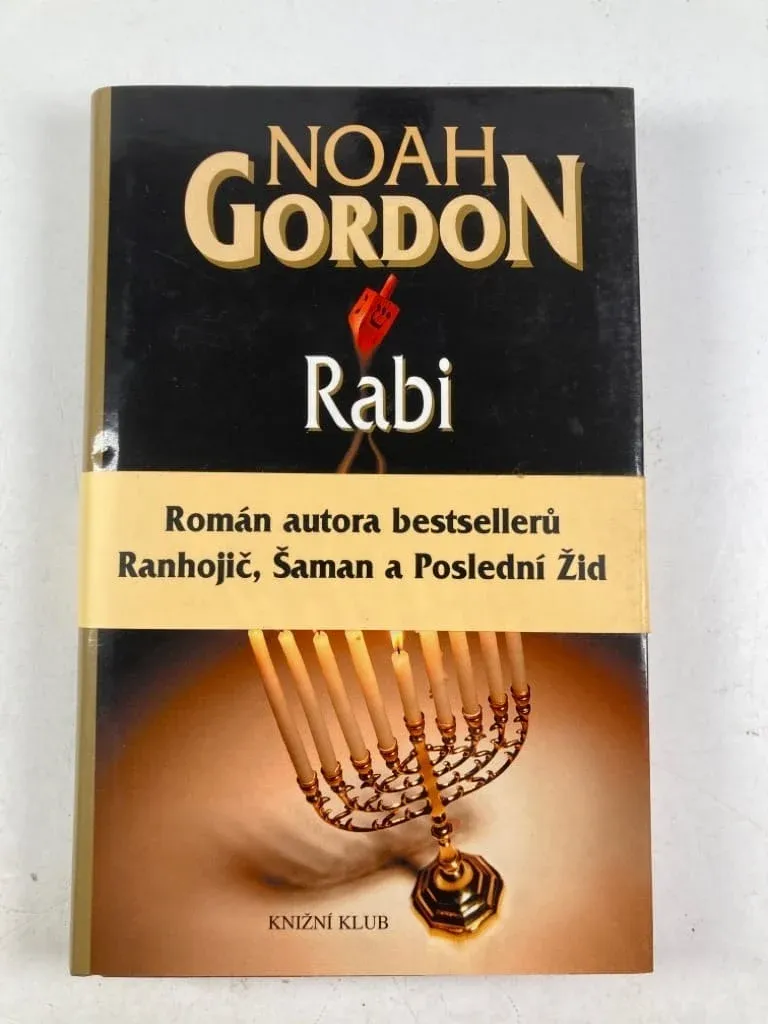 NOAH
GORDON
ש
Rabi
Román autora bestsellerů
Ranhojič, Šaman a Poslední Žid
KNIŽNÍ KLUB